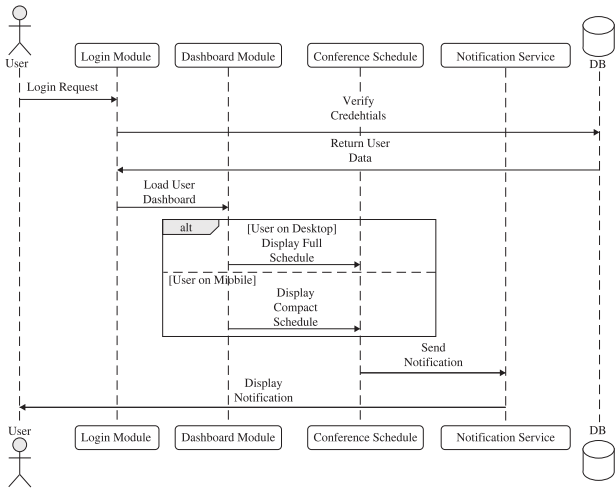 User
Login Module
Dashboard Module
Conference Schedule
Notification Service
DB
Login Request
Verify
Credehtials
Return User
Data
Load User
Dashboard
alt
[User on Desktop]
Display Full
Schedule
[User on Miobile]
Display
Compact
Schedule
Send
Notification
Display
Notification
User
Login Module
Dashboard Module
Conference Schedule
Notification Service
DB